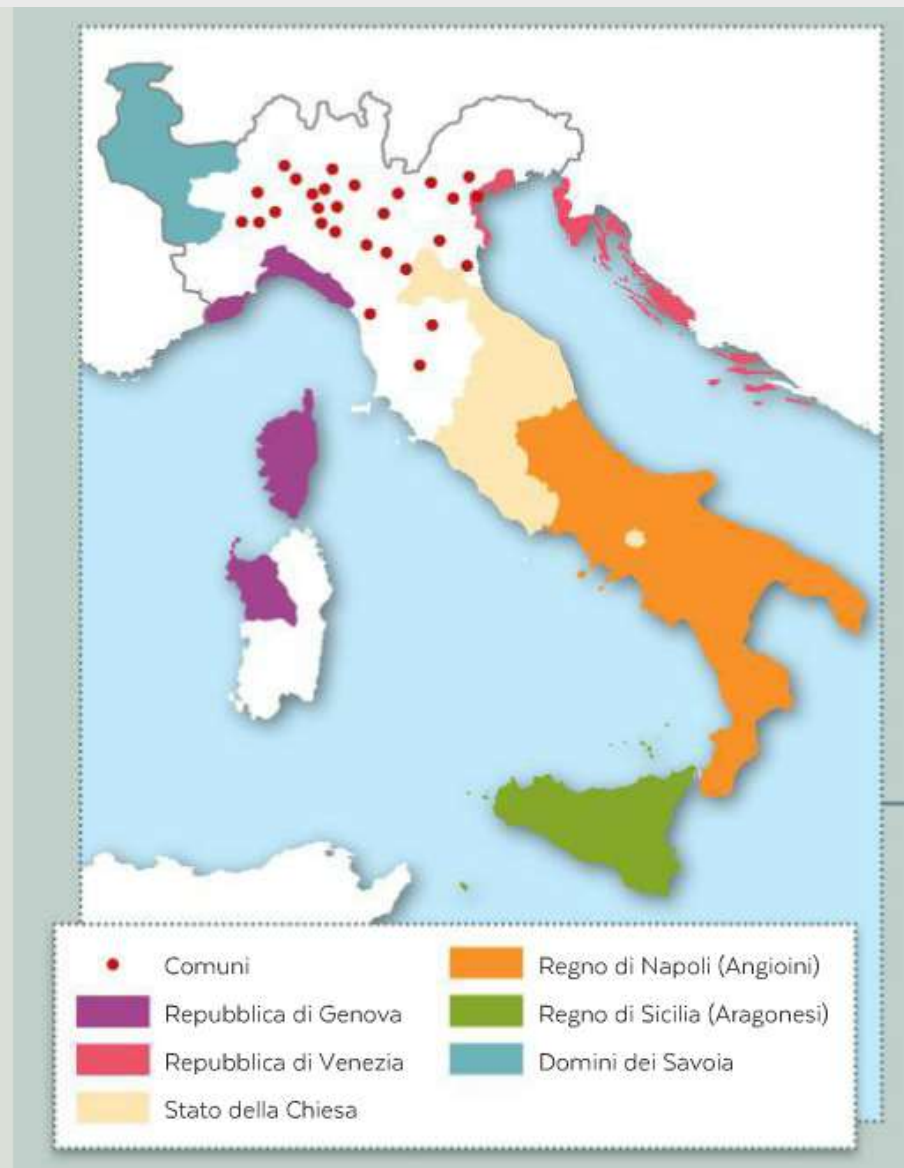 Comuni
Repubblica di Genova
Repubblica di Venezia
Stato della Chiesa
Regno di Napoli (Angioini)
Regno di Sicilia (Aragonesi)
Domini dei Savoia